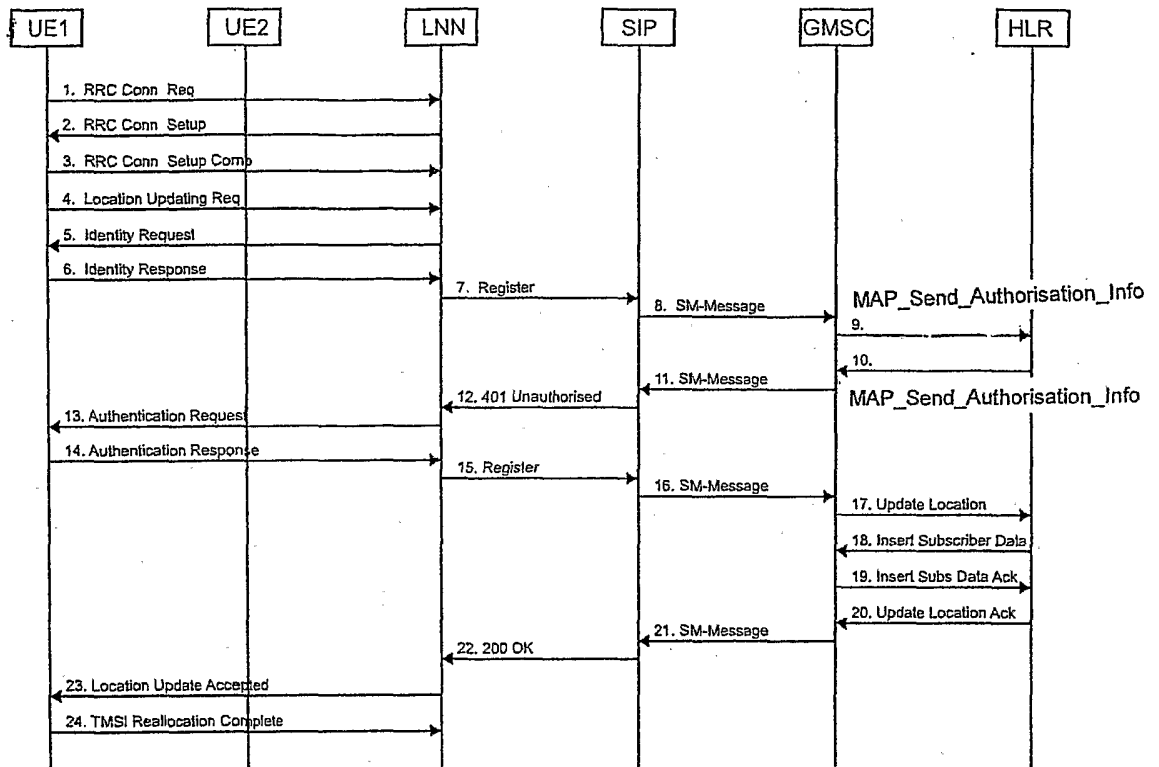 UE1 UE2 LNN SIP GMSC HLR
1. RRC Conn Req
2. RRC Conn Setup
3. RRC Conn Setup Comp
4. Location Updating Req
5. Identity Request
6. Identity Response
7. Register
8. SM-Message
MAP_Send_Authorisation_Info
9.
10.
11. SM-Message
MAP_Send_Authorisation_Info
12. 401 Unauthorised
13. Authentication Request
14. Authentication Response
15. Register
16. SM-Message
17. Update Location
18. Insert Subscriber Data
19. Insert Subs Data Ack
20. Update Location Ack
21. SM-Message
22. 200 OK
23. Location Update Accepted
24. TMSI Reallocation Complete